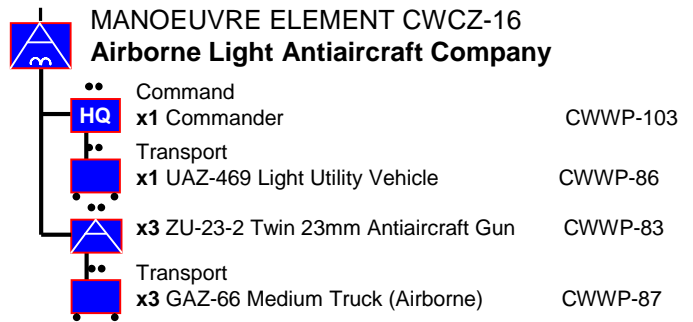 MANOEUVRE ELEMENT CWCZ-16
Airborne Light Antiaircraft Company
Command
HQ x1 Commander CWWP-103
Transport
x1 UAZ-469 Light Utility Vehicle CWWP-86
x3 ZU-23-2 Twin 23mm Antiaircraft Gun CWWP-83
Transport
x3 GAZ-66 Medium Truck (Airborne) CWWP-87